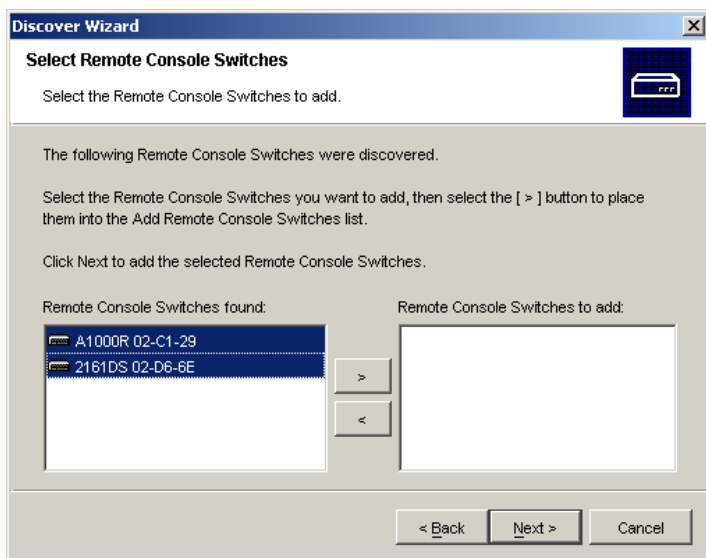 Discover Wizard
Select Remote Console Switches
Select the Remote Console Switches to add.
The following Remote Console Switches were discovered.
Select the Remote Console Switches you want to add, then select the [ > ] button to place
them into the Add Remote Console Switches list.
Click Next to add the selected Remote Console Switches.
Remote Console Switches found:
Remote Console Switches to add:
A1000R 02-C1-29
2161DS 02-D6-6E
>
<
< Back
Next >
Cancel